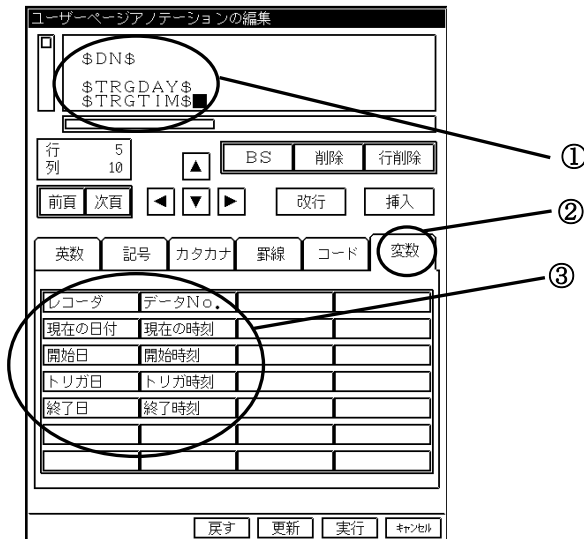 ユーザーページアノテーションの編集
$DN$
$TRGDAY$
$TRGTIM$
①
行 5
列 10
▲
BS 削除 行削除
前頁 次頁 ◀ ▼ ▶ 改行 挿入
②
英数 記号 カタカナ 罫線 コード 変数
③
レコーダ データNo.
現在の日付 現在の時刻
開始日 開始時刻
トリガ日 トリガ時刻
終了日 終了時刻
戻す 更新 実行 キャンセル